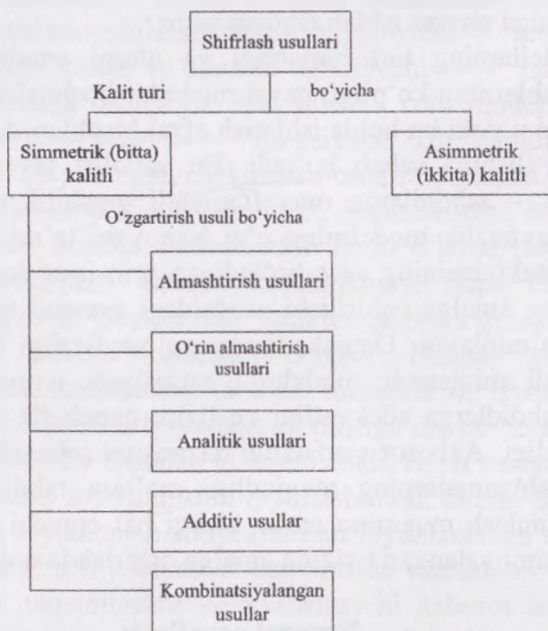 Shifrlash usullari
Kalit turi bo‘yicha
Simmetrik (bitta)
kalitli
Asimmetrik
(ikkita) kalitli
O‘zgartirish usuli bo‘yicha
Almashtirish usullari
O‘rin almashtirish
usullari
Analitik usullari
Additiv usullar
Kombinatsiyalangan
usullar